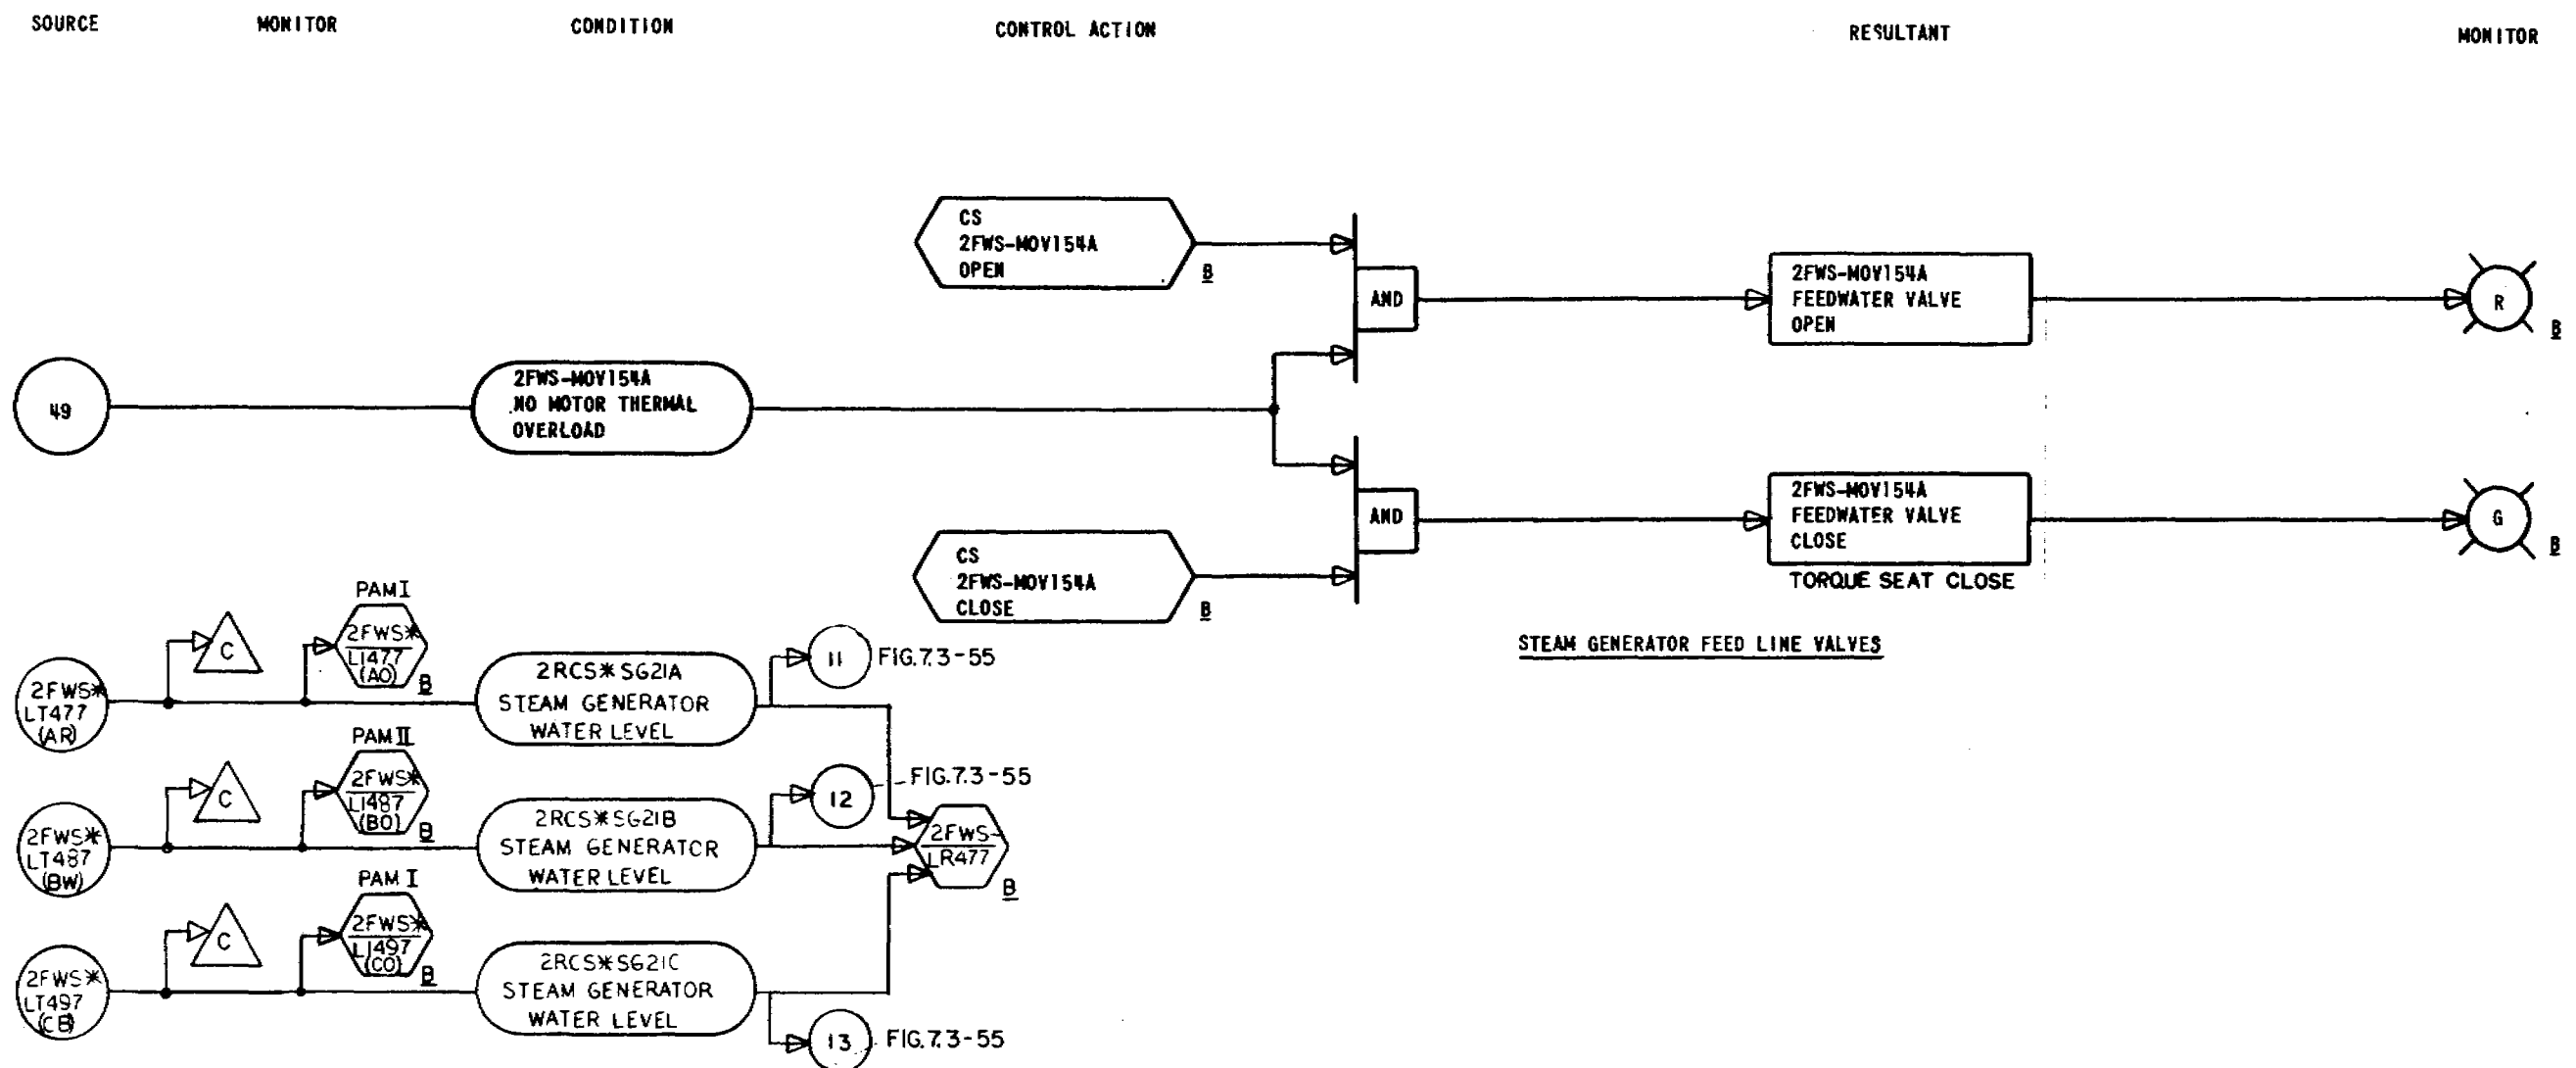 SOURCE MONITOR CONDITION CONTROL ACTION RESULTANT MONITOR
CS
2FWS-MOV154A
OPEN
B
AND
2FWS-MOV154A
FEEDWATER VALVE
OPEN
R
B
49
2FWS-MOV154A
NO MOTOR THERMAL
OVERLOAD
CS
2FWS-MOV154A
CLOSE
B
AND
2FWS-MOV154A
FEEDWATER VALVE
CLOSE
TORQUE SEAT CLOSE
G
B
STEAM GENERATOR FEED LINE VALVES
2FWS*
LT477
(AR)
C
PAM I
2FWS*
LI477
(AO)
B
2RCS*SG21A
STEAM GENERATOR
WATER LEVEL
11
FIG.7.3-55
2FWS*
LT487
(BW)
C
PAM II
2FWS*
LI487
(BO)
B
2RCS*SG21B
STEAM GENERATOR
WATER LEVEL
12
FIG.7.3-55
2FWS-
LR477
B
2FWS*
LT497
(CB)
C
PAM I
2FWS*
LI497
(CO)
B
2RCS*SG21C
STEAM GENERATOR
WATER LEVEL
13
FIG.7.3-55